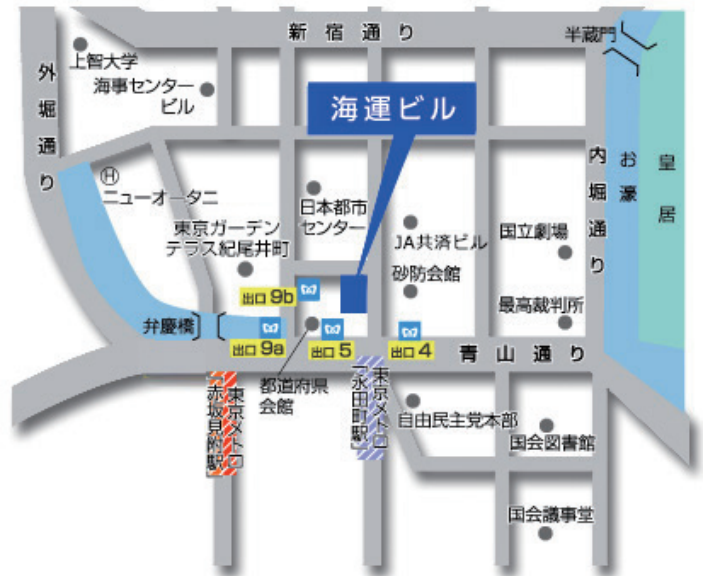 新宿通り
半蔵門
上智大学
海事センター
ビル
外堀通り
海運ビル
内堀通り
お濠
皇居
H
ニューオータニ
日本都市
センター
東京ガーデン
テラス紀尾井町
JA共済ビル
国立劇場
砂防会館
出口 9b
最高裁判所
弁慶橋
出口 9a
出口 5
出口 4
青山通り
都道府県
会館
東京メトロ
「赤坂見附駅」
東京メトロ
「永田町駅」
自由民主党本部
国会図書館
国会議事堂